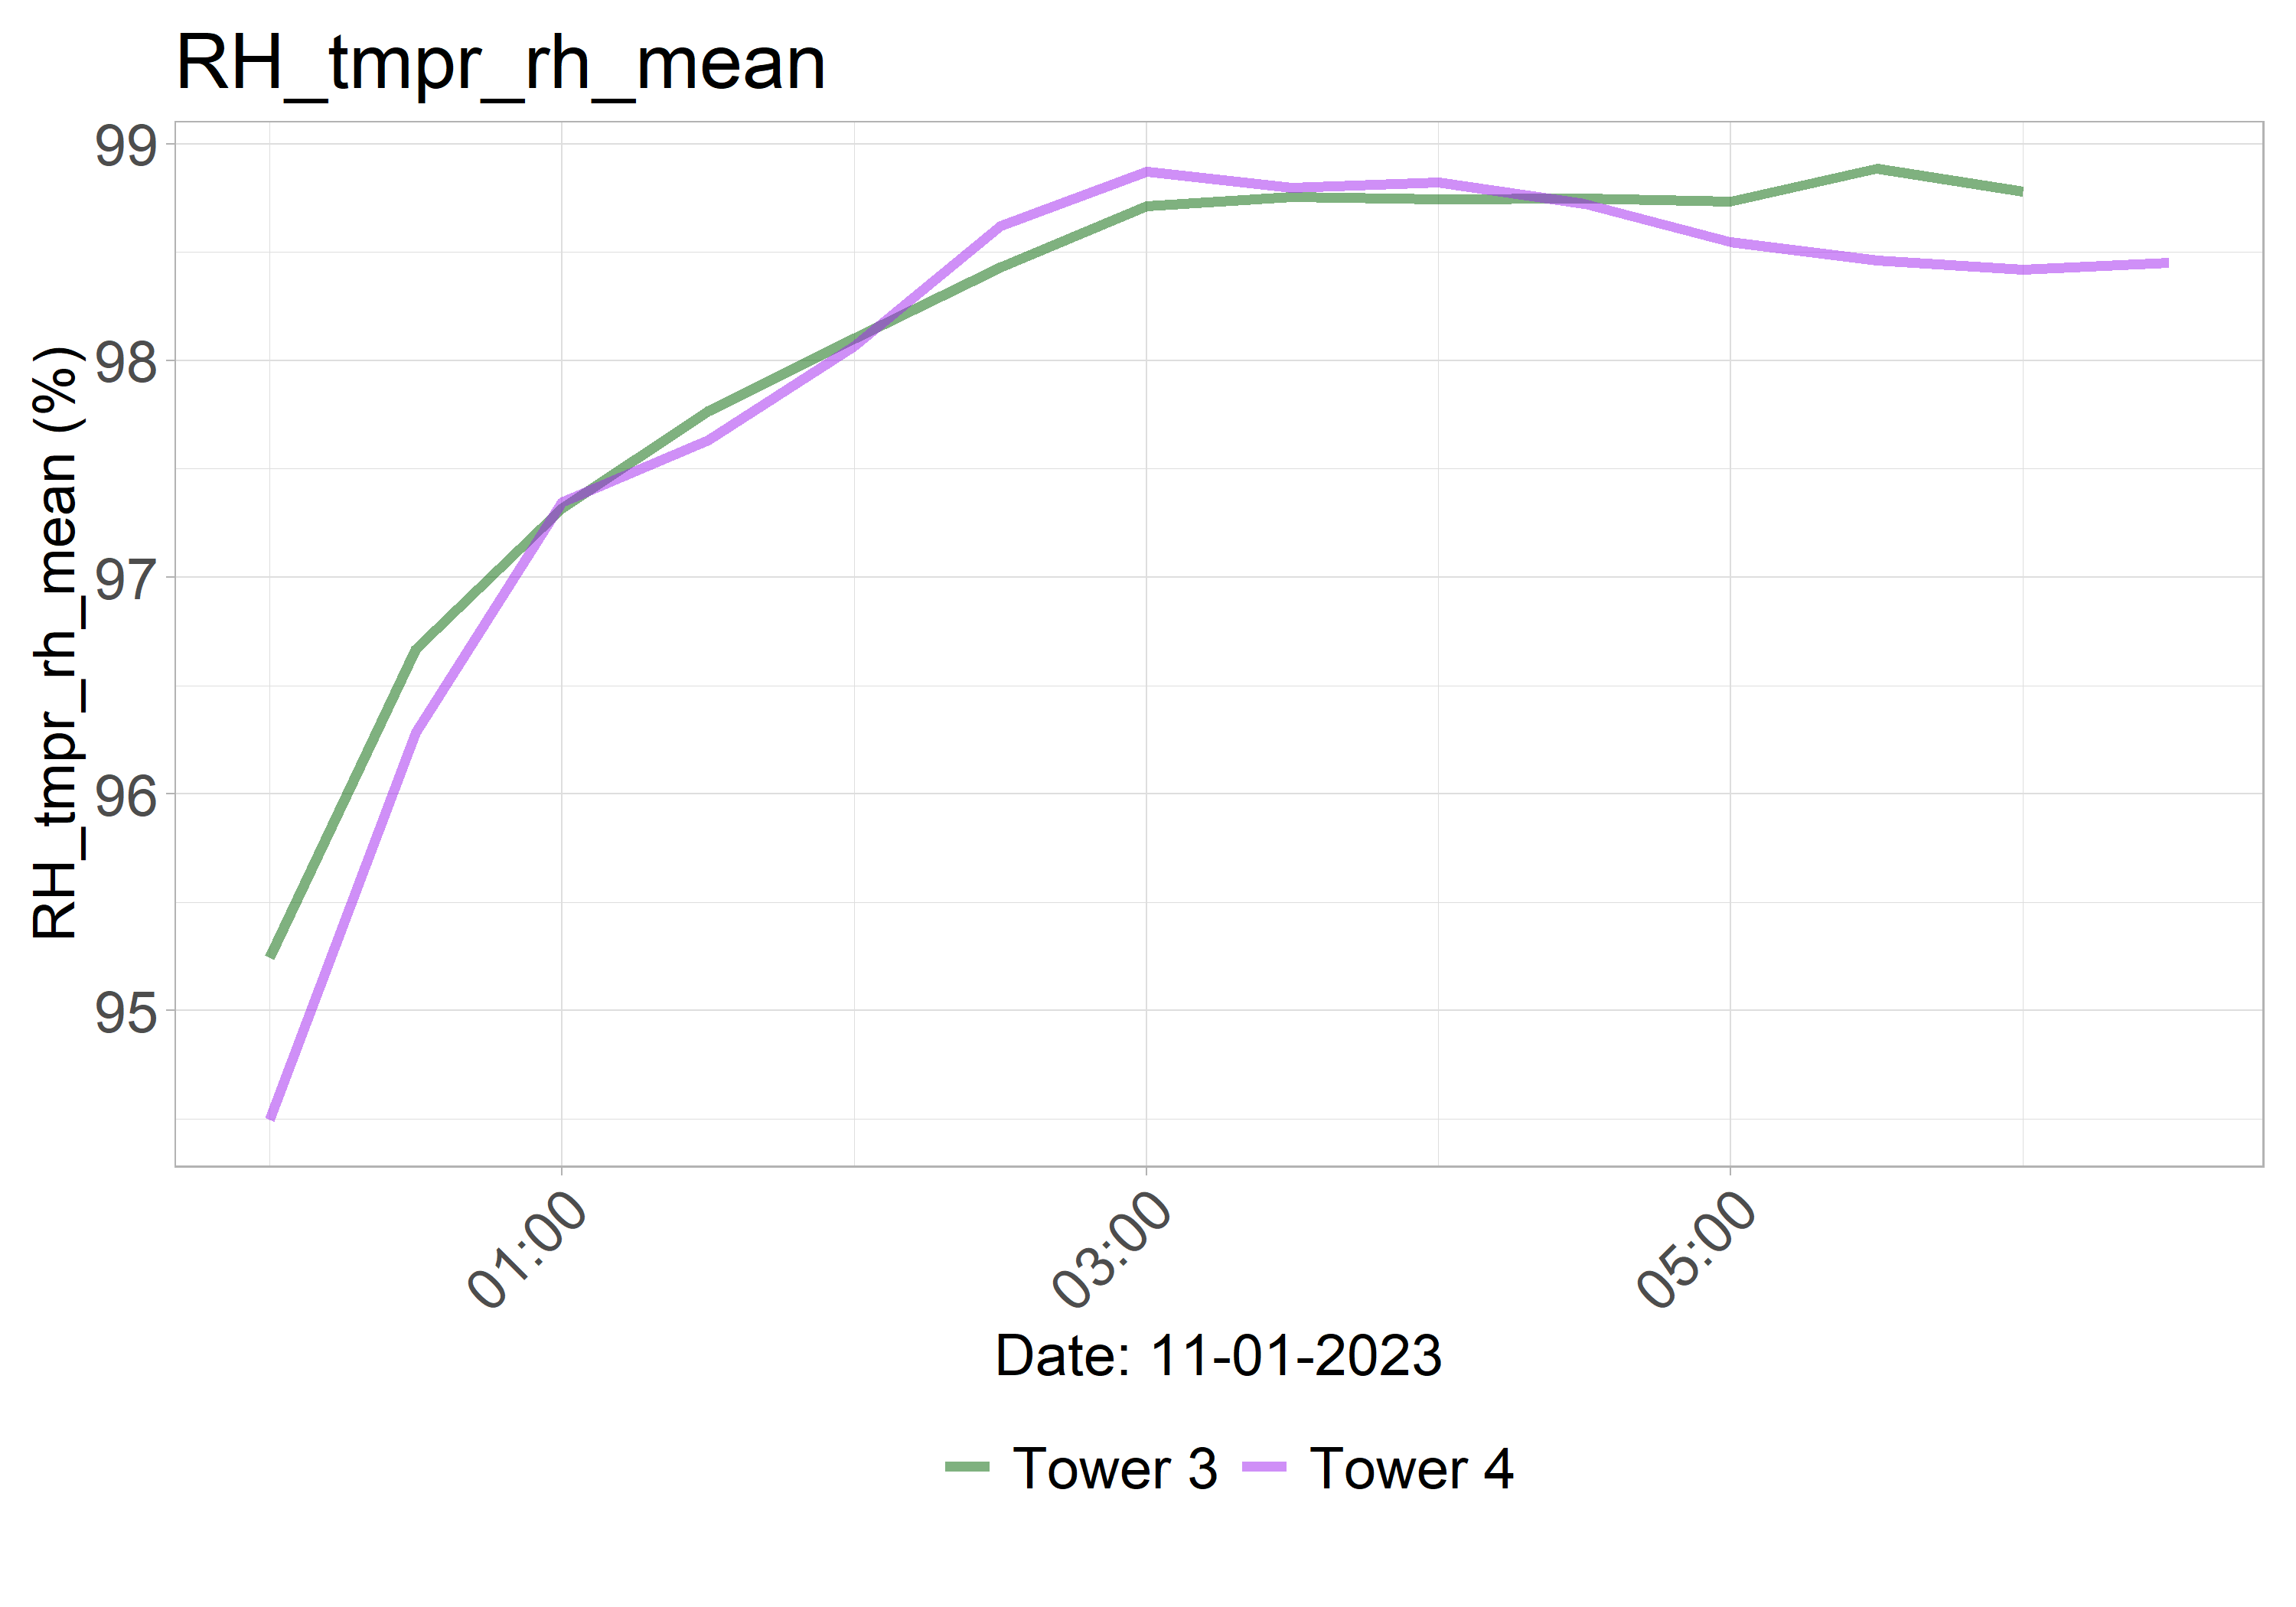 RH_tmpr_rh_mean
RH_tmpr_rh_mean (%)
99
98
97
96
95
01:00
03:00
05:00
Date: 11-01-2023
Tower 3
Tower 4